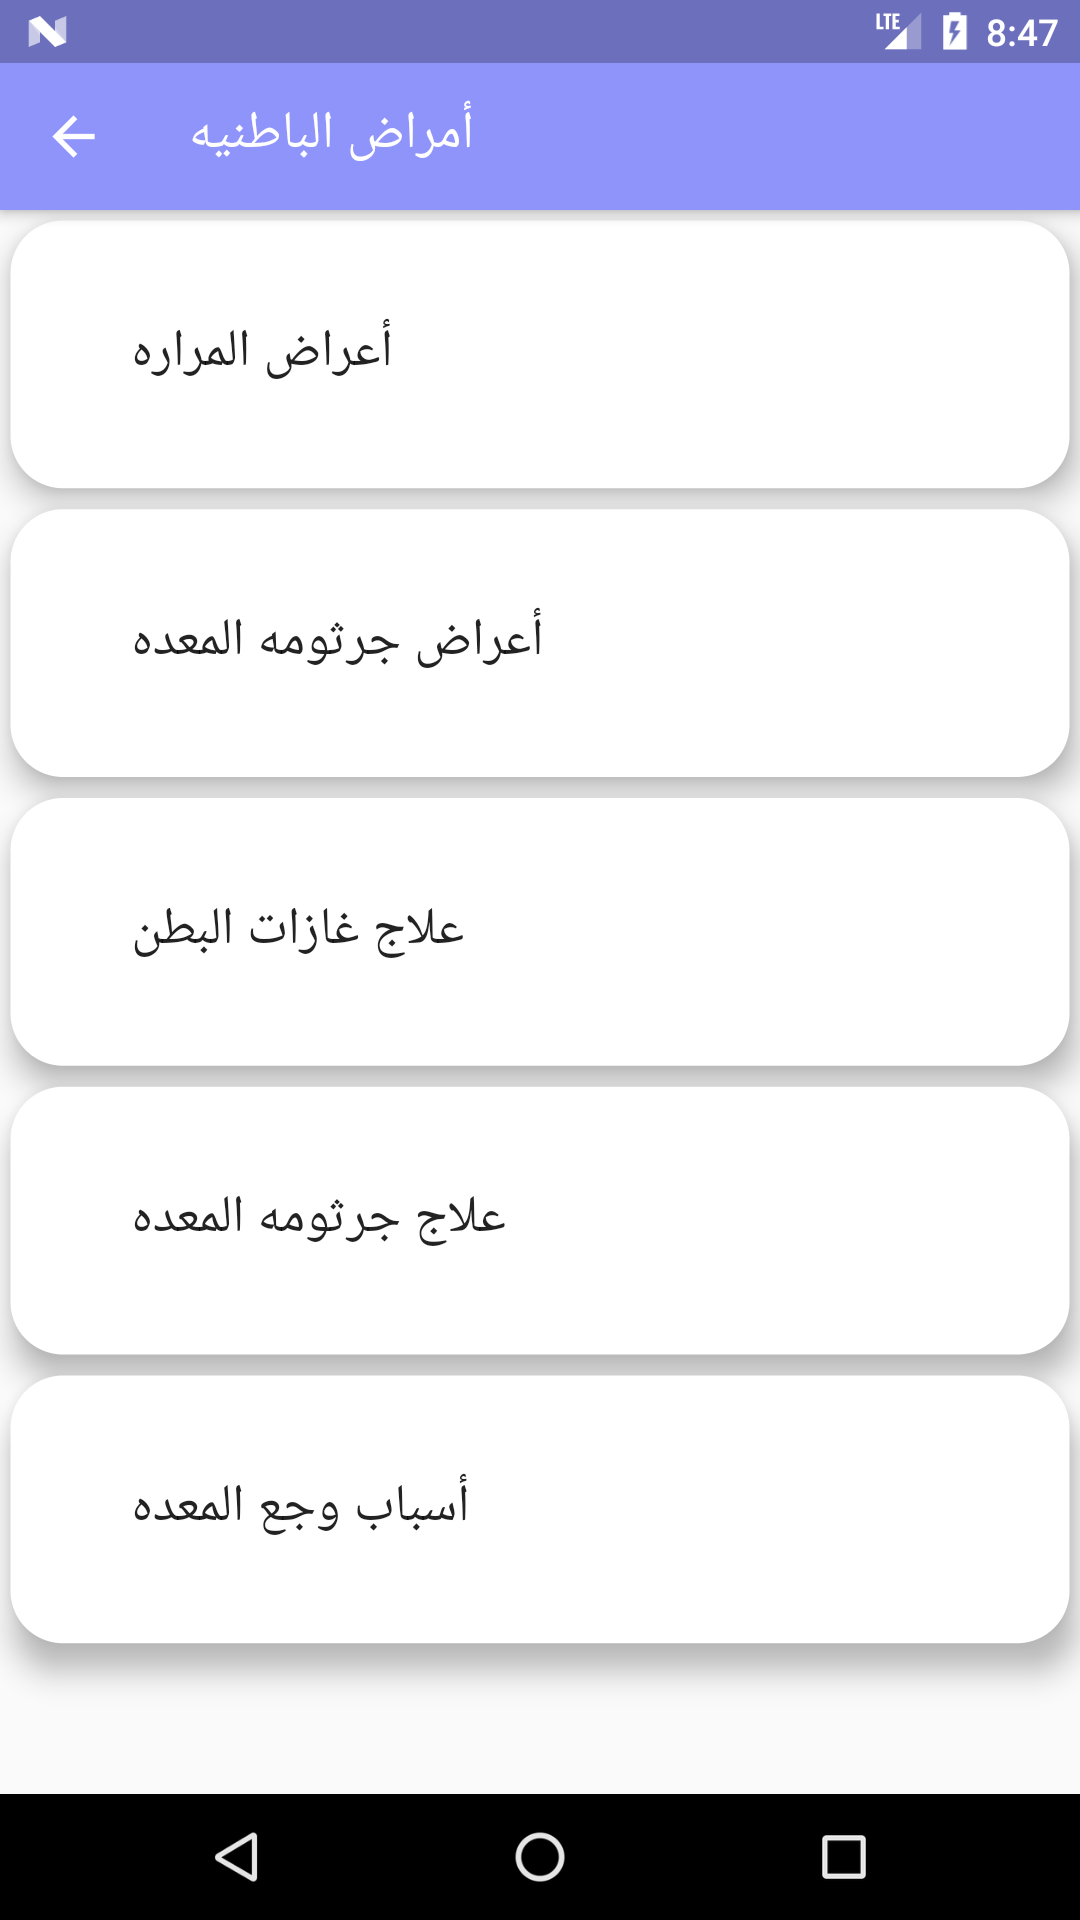 LTE 8:47
أمراض الباطنيه
أعراض المراره
أعراض جرثومه المعده
علاج غازات البطن
علاج جرثومه المعده
أسباب وجع المعده